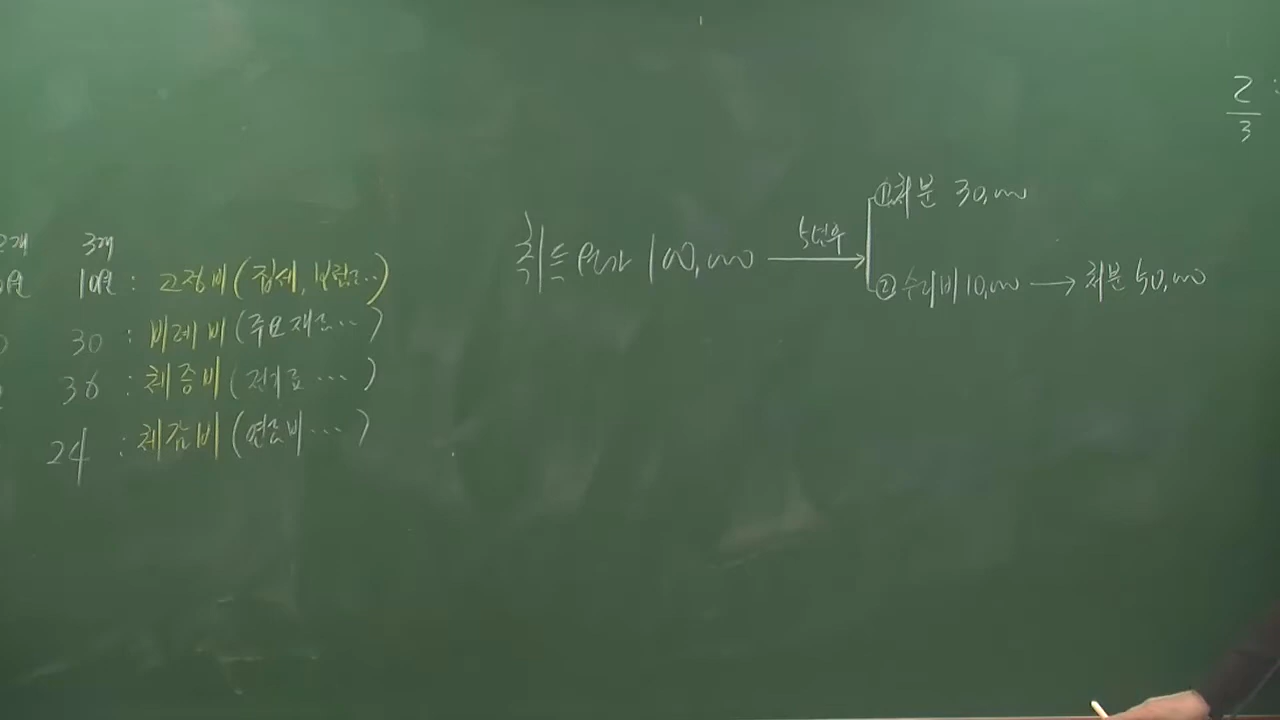 2개 3개
10원 : 고정비(집세, 보험료..)
30 : 비례비(주요재료...)
36 : 체증비(전기료...)
24 : 체감비(연료비...)
취득원가 100,000 5년후
①처분 30,000
②수리비 10,000 → 처분 50,000
2
3